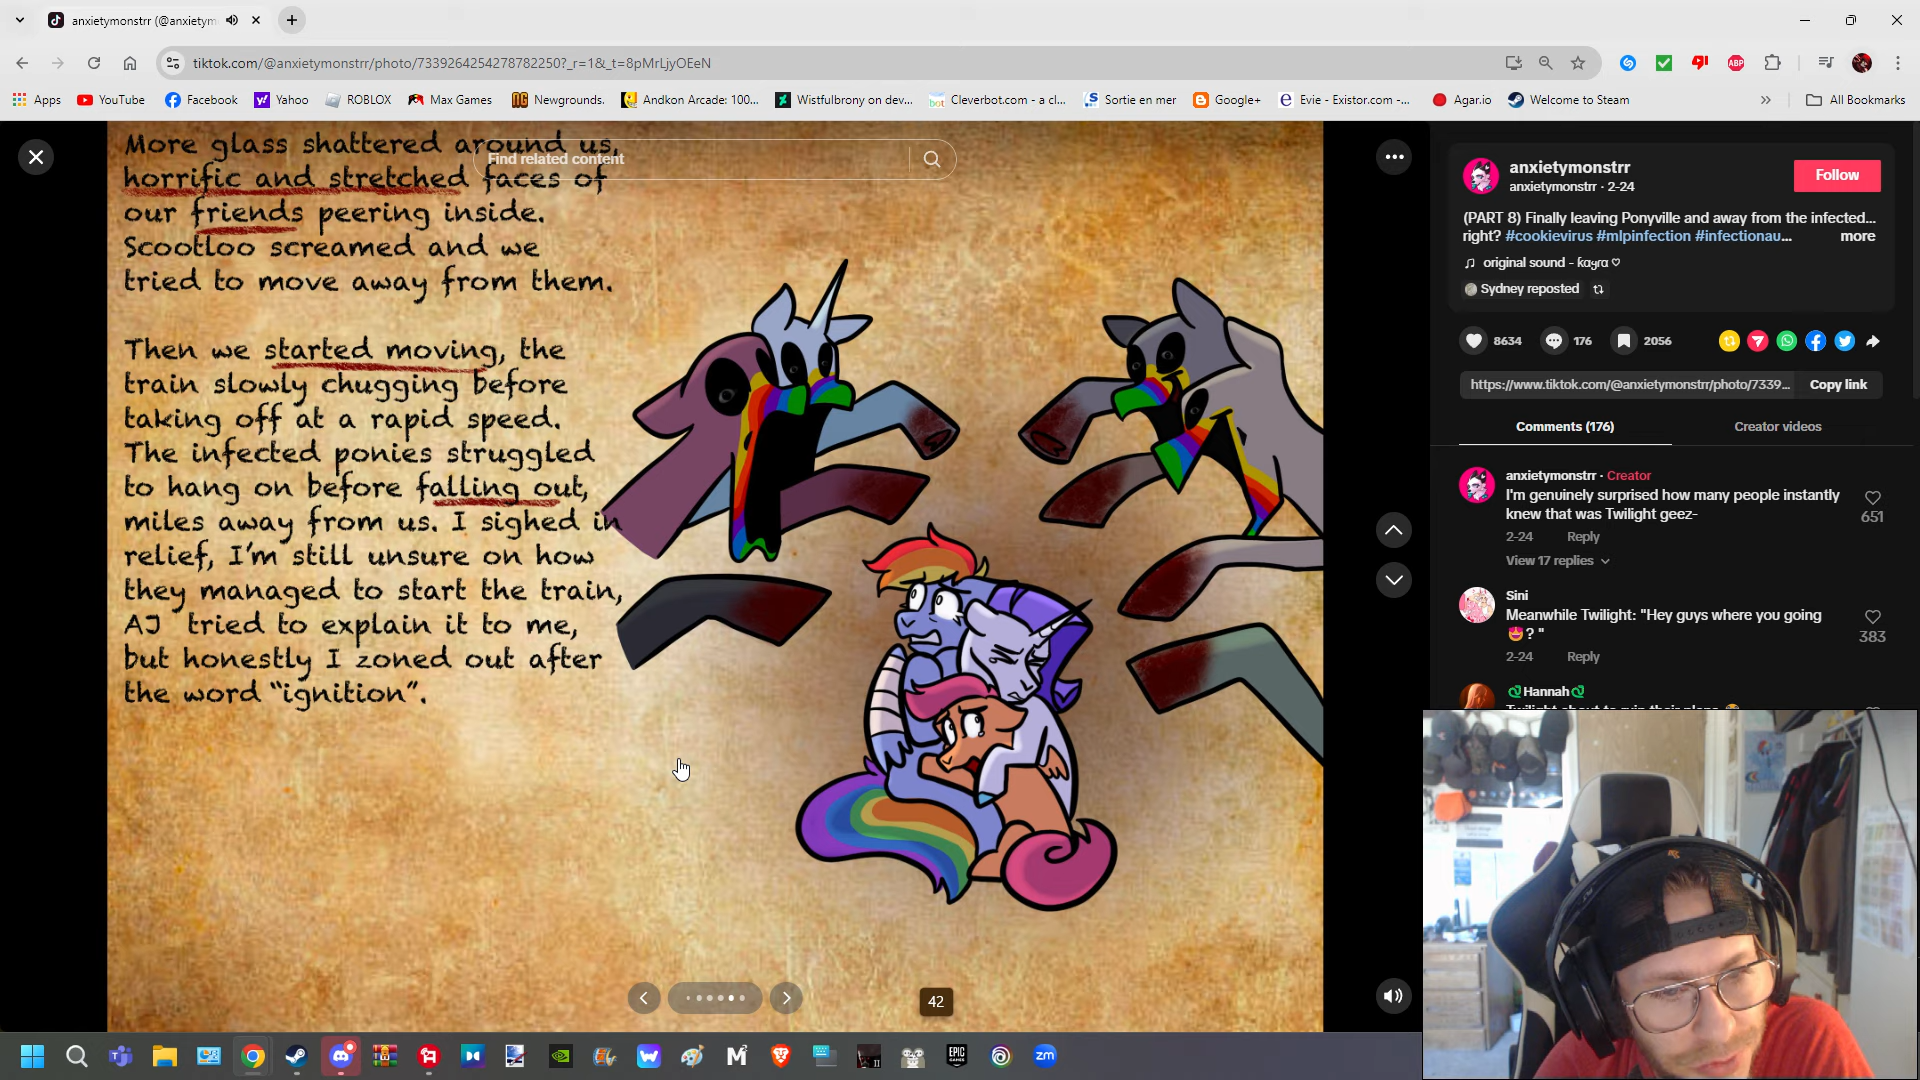 anxietymonstrr (@anxietym
tiktok.com/@anxietymonstrr/photo/7339264254278782250?_r=1&_t=8pMrLjyOEeN
Apps
YouTube
Facebook
Yahoo
ROBLOX
Max Games
Newgrounds.
Andkon Arcade: 100...
Wistfulbrony on dev...
Cleverbot.com - a cl...
Sortie en mer
Google+
Evie - Existor.com -...
Agar.io
Welcome to Steam
All Bookmarks
More glass shattered around us,
horrific and stretched faces of
our friends peering inside.
Scootloo screamed and we
tried to move away from them.
Then we started moving, the
train slowly chugging before
taking off at a rapid speed.
The infected ponies struggled
to hang on before falling out,
miles away from us. I sighed in
relief, I'm still unsure on how
they managed to start the train,
AJ tried to explain it to me,
but honestly I zoned out after
the word "ignition".
Find related content
42
anxietymonstrr
anxietymonstrr · 2-24
Follow
(PART 8) Finally leaving Ponyville and away from the infected...
right? #cookievirus #mlpinfection #infectionau...
more
original sound - kayra ♡
Sydney reposted
8634
176
2056
https://www.tiktok.com/@anxietymonstrr/photo/7339...
Copy link
Comments (176)
Creator videos
anxietymonstrr · Creator
I'm genuinely surprised how many people instantly
knew that was Twilight geez-
651
2-24
Reply
View 17 replies
Sini
Meanwhile Twilight: "Hey guys where you going
😍? "
383
2-24
Reply
Hannah
ABP
EPIC
GAMES
zm